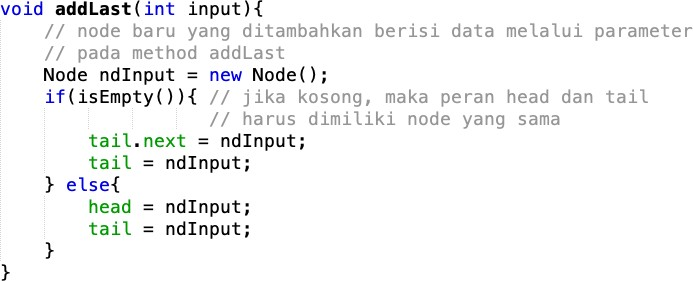 void addLast(int input){
// node baru yang ditambahkan berisi data melalui parameter
// pada method addLast
Node ndInput = new Node();
if(isEmpty()){ // jika kosong, maka peran head dan tail
// harus dimiliki node yang sama
tail.next = ndInput;
tail = ndInput;
} else{
head = ndInput;
tail = ndInput;
}
}